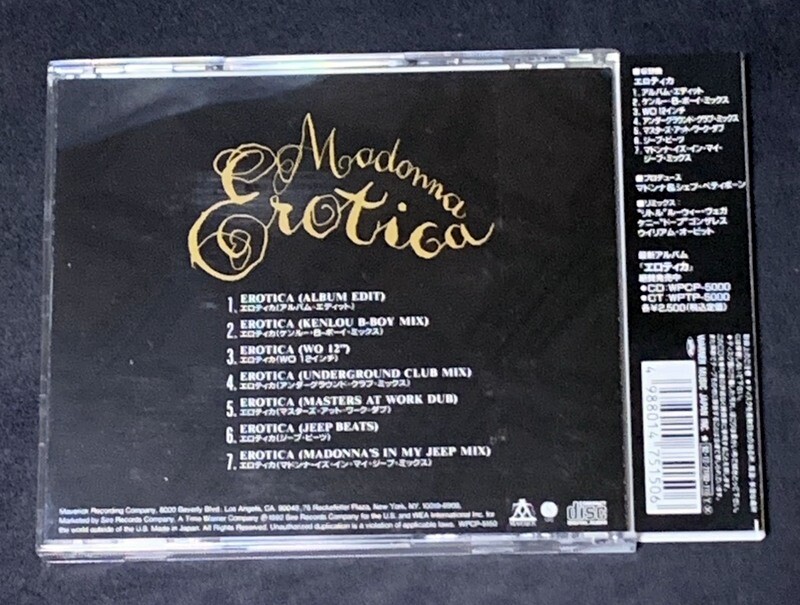 Madonna
Erotica
1. EROTICA (ALBUM EDIT)
エロティカ(アルバム・エディット)
2. EROTICA (KENLOU B-BOY MIX)
エロティカ(ケンルー・B・ボーイ・ミックス)
3. EROTICA (WO 12")
エロティカ(WO 12インチ)
4. EROTICA (UNDERGROUND CLUB MIX)
エロティカ(アンダーグラウンド・クラブ・ミックス)
5. EROTICA (MASTERS AT WORK DUB)
エロティカ(マスターズ・アット・ワーク・ダブ)
6. EROTICA (JEEP BEATS)
エロティカ(ジープ・ビーツ)
7. EROTICA (MADONNA'S IN MY JEEP MIX)
エロティカ(マドンナ・イズ・イン・マイ・ジープ・ミックス)
Maverick Recording Company, Beverly Blvd., Los Angeles, CA. 75 Rockefeller Plaza, New York, NY.
Marketed by Sire Records Company, A Time Warner Company ℗ 1992 Sire Records Company for the U.S. and WEA International Inc. for
the world outside of the U.S. Made in Japan. All Rights Reserved. Unauthorized duplication is a violation of applicable laws. WPCP-5550
MAVERICK
disc
■収録曲
エロティカ
1. アルバム・エディット
2. ケンルー・B・ボーイ・ミックス
3. WO 12インチ
4. アンダーグラウンド・クラブ・ミックス
5. マスターズ・アット・ワーク・ダブ
6. ジープ・ビーツ
7. マドンナ・イズ・イン・マイ・
ジープ・ミックス
■プロデュース
マドンナ&シェプ・ペティボーン
■リミックス:
"リトル"ルーウィー・ヴェガ
ケニー"ドープ"ゴンザレス
ウイリアム・オービット
最新アルバム
「エロティカ」
●CD:WPCP-5000
●CT:WPTP-5000
各¥2,500(税込定価)
WARNER MUSIC JAPAN INC.
4988014751506